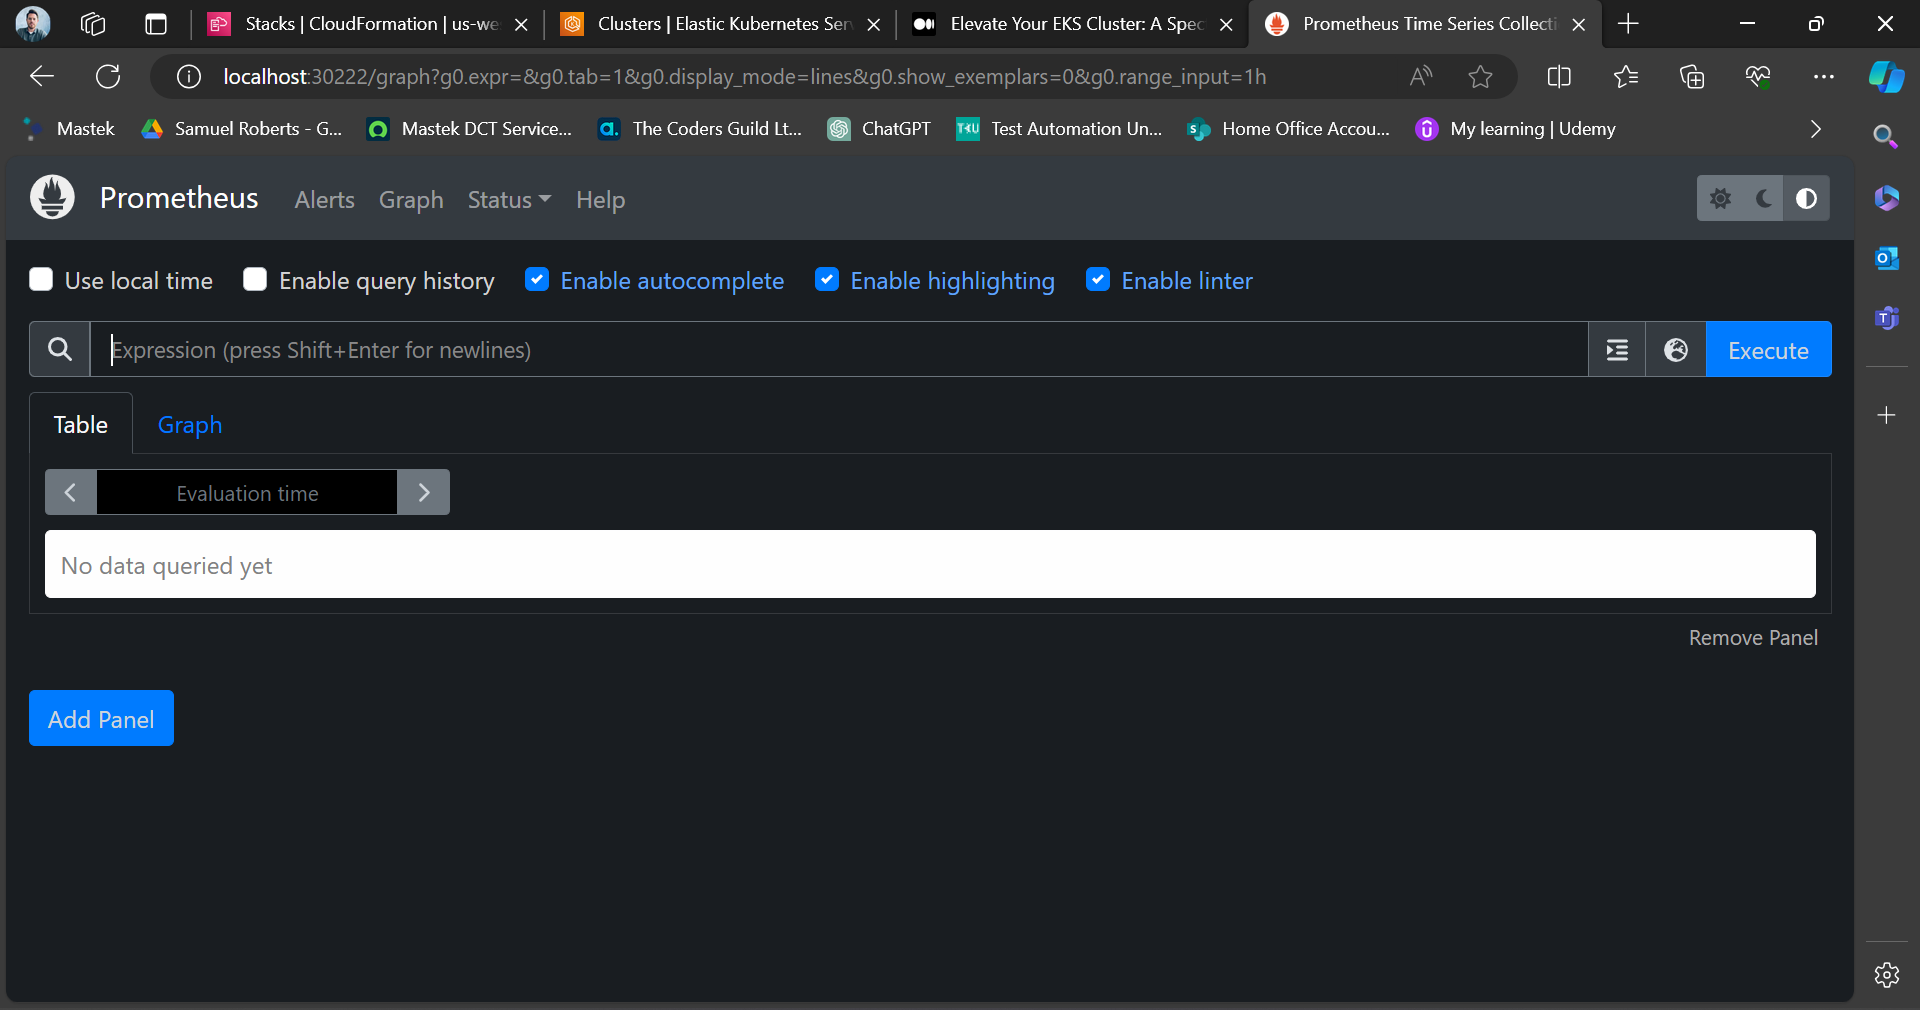 Stacks | CloudFormation | us-we
Clusters | Elastic Kubernetes Ser
Elevate Your EKS Cluster: A Spec
Prometheus Time Series Collecti
localhost:30222/graph?g0.expr=&g0.tab=1&g0.display_mode=lines&g0.show_exemplars=0&g0.range_input=1h
Mastek
Samuel Roberts - G...
Mastek DCT Service...
The Coders Guild Lt...
ChatGPT
Test Automation Un...
Home Office Accou...
My learning | Udemy
Prometheus
Alerts
Graph
Status
Help
Use local time
Enable query history
Enable autocomplete
Enable highlighting
Enable linter
Expression (press Shift+Enter for newlines)
Execute
Table
Graph
Evaluation time
No data queried yet
Remove Panel
Add Panel